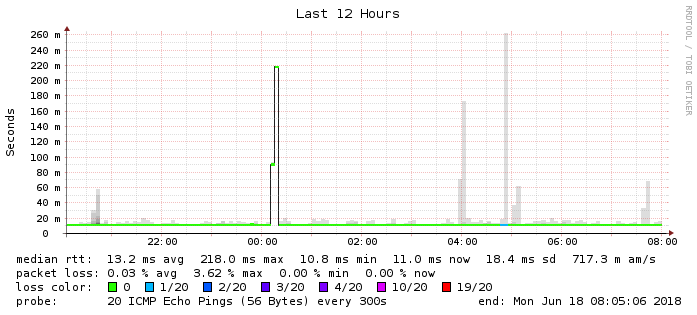 Last 12 Hours
RRDTOOL / TOBI OETIKER
Seconds
260 m
240 m
220 m
200 m
180 m
160 m
140 m
120 m
100 m
80 m
60 m
40 m
20 m
0
22:00 00:00 02:00 04:00 06:00 08:00
median rtt: 13.2 ms avg 218.0 ms max 10.8 ms min 11.0 ms now 18.4 ms sd 717.3 m am/s
packet loss: 0.03 % avg 3.62 % max 0.00 % min 0.00 % now
loss color: 0 1/20 2/20 3/20 4/20 10/20 19/20
probe: 20 ICMP Echo Pings (56 Bytes) every 300s end: Mon Jun 18 08:05:06 2018